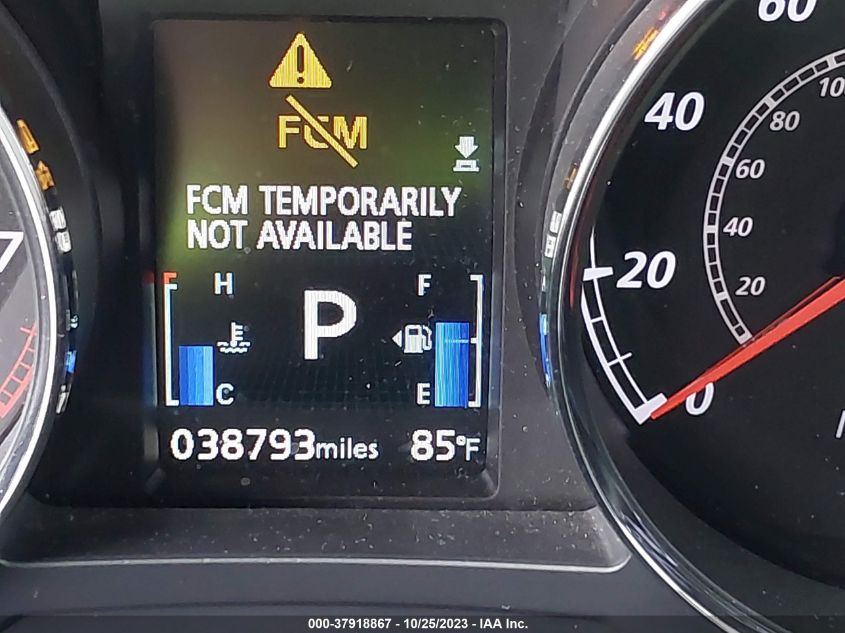 FCM
FCM TEMPORARILY
NOT AVAILABLE
H
F
P
C
E
038793miles 85°F
7
60
40
20
0
100
80
60
40
20
000-37918867 - 10/25/2023 - IAA Inc.